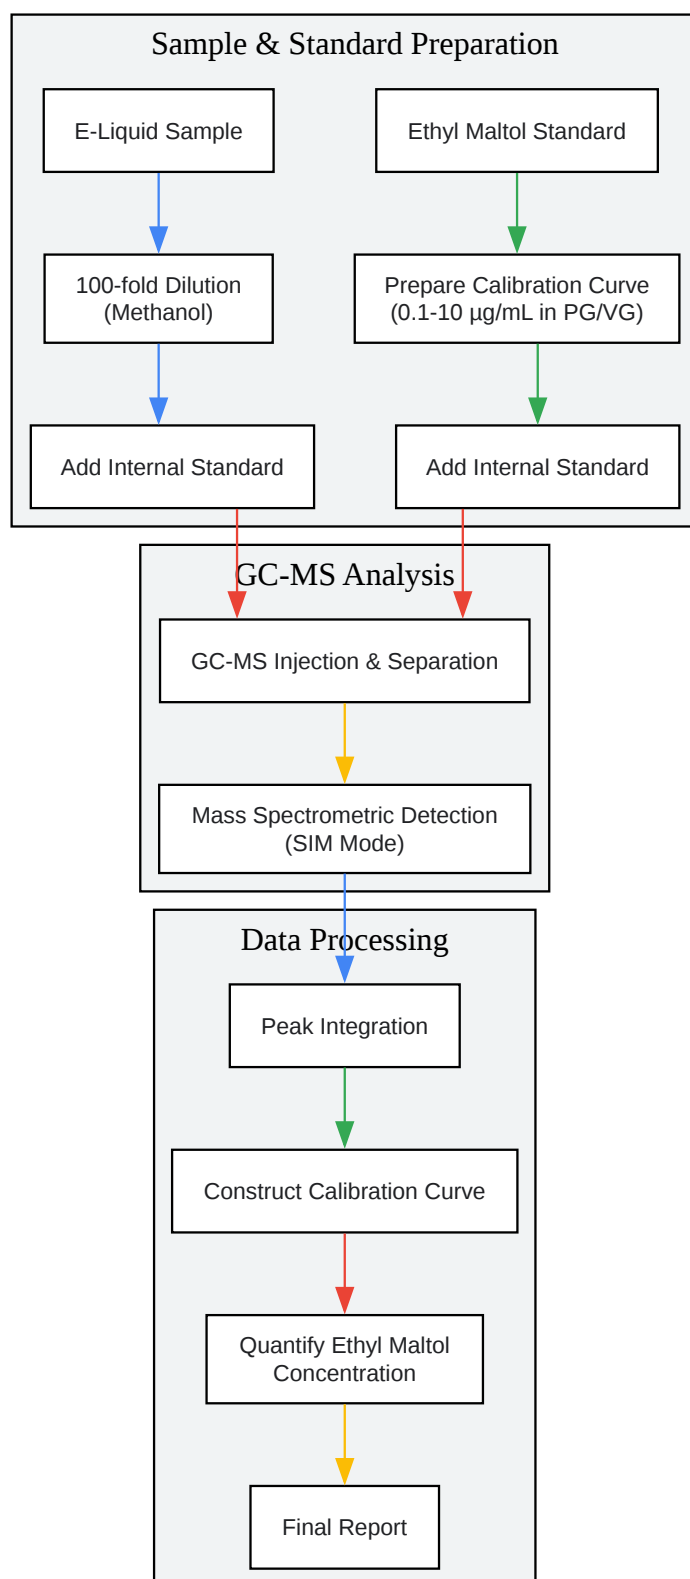 Sample & Standard Preparation
E-Liquid Sample
Ethyl Maltol Standard
100-fold Dilution
(Methanol)
Prepare Calibration Curve
(0.1-10 µg/mL in PG/VG)
Add Internal Standard
Add Internal Standard
GC-MS Analysis
GC-MS Injection & Separation
Mass Spectrometric Detection
(SIM Mode)
Data Processing
Peak Integration
Construct Calibration Curve
Quantify Ethyl Maltol
Concentration
Final Report